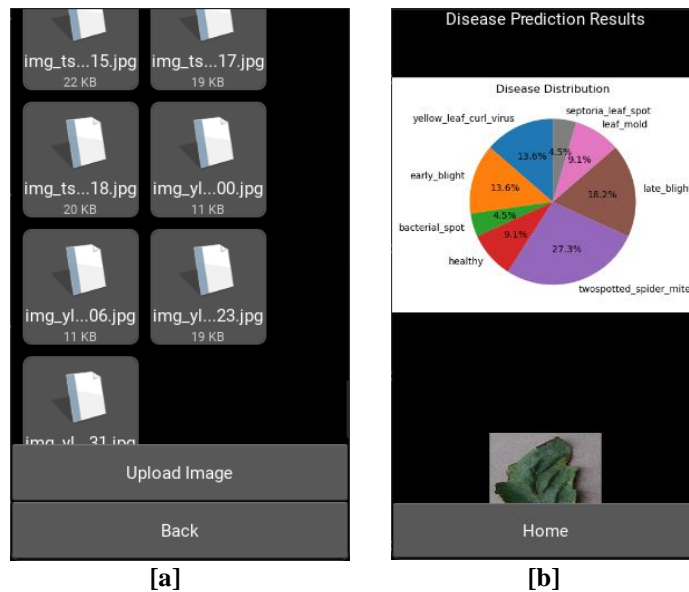 img_ts...15.jpg
22 KB
img_ts...17.jpg
19 KB
img_ts...18.jpg
20 KB
img_yl...00.jpg
11 KB
img_yl...06.jpg
11 KB
img_yl...23.jpg
19 KB
img_yl...31.jpg
Upload Image
Back
[a]
Disease Prediction Results
Disease Distribution
yellow_leaf_curl_virus
septoria_leaf_spot
leaf_mold
early_blight
late_bligh
bacterial_spot
healthy
twospotted_spider_mite
13.6%
4.5%
9.1%
13.6%
18.2%
4.5%
9.1%
27.3%
Home
[b]